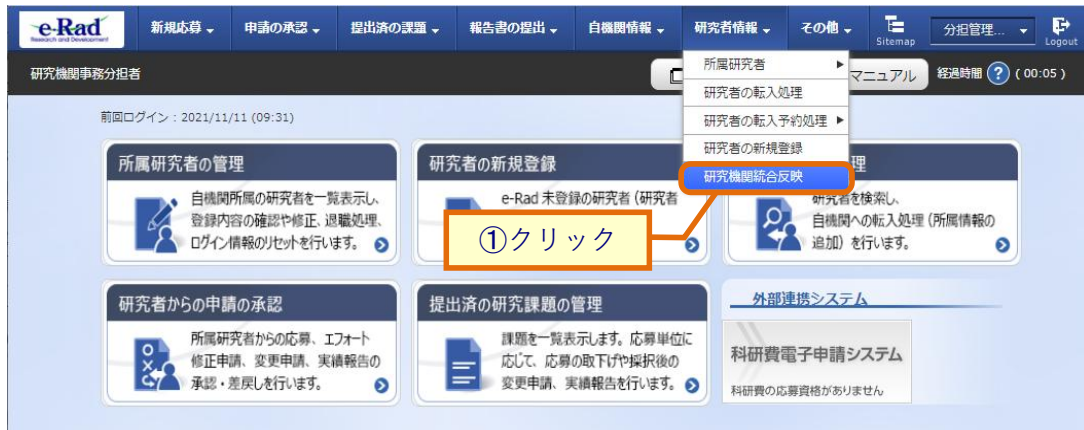 e-Rad
Research and Development
新規応募
申請の承認
提出済の課題
報告書の提出
自機関情報
研究者情報
その他
Sitemap
分担管理...
Logout
研究機関事務分担者
マニュアル
経過時間 ? ( 00:05 )
所属研究者
研究者の転入処理
研究者の転入予約処理
研究者の新規登録
研究機関統合反映
前回ログイン : 2021/11/11 (09:31)
所属研究者の管理
自機関所属の研究者を一覧表示し、
登録内容の確認や修正、退職処理、
ログイン情報のリセットを行います。
研究者の新規登録
e-Rad 未登録の研究者 (研究者
①クリック
理
研究者を検索し、
自機関への転入処理 (所属情報の
追加) を行います。
研究者からの申請の承認
所属研究者からの応募、エフォート
修正申請、変更申請、実績報告の
承認・差戻しを行います。
提出済の研究課題の管理
課題を一覧表示します。応募単位に
応じて、応募の取下げや採択後の
変更申請、実績報告を行います。
外部連携システム
科研費電子申請システム
科研費の応募資格がありません